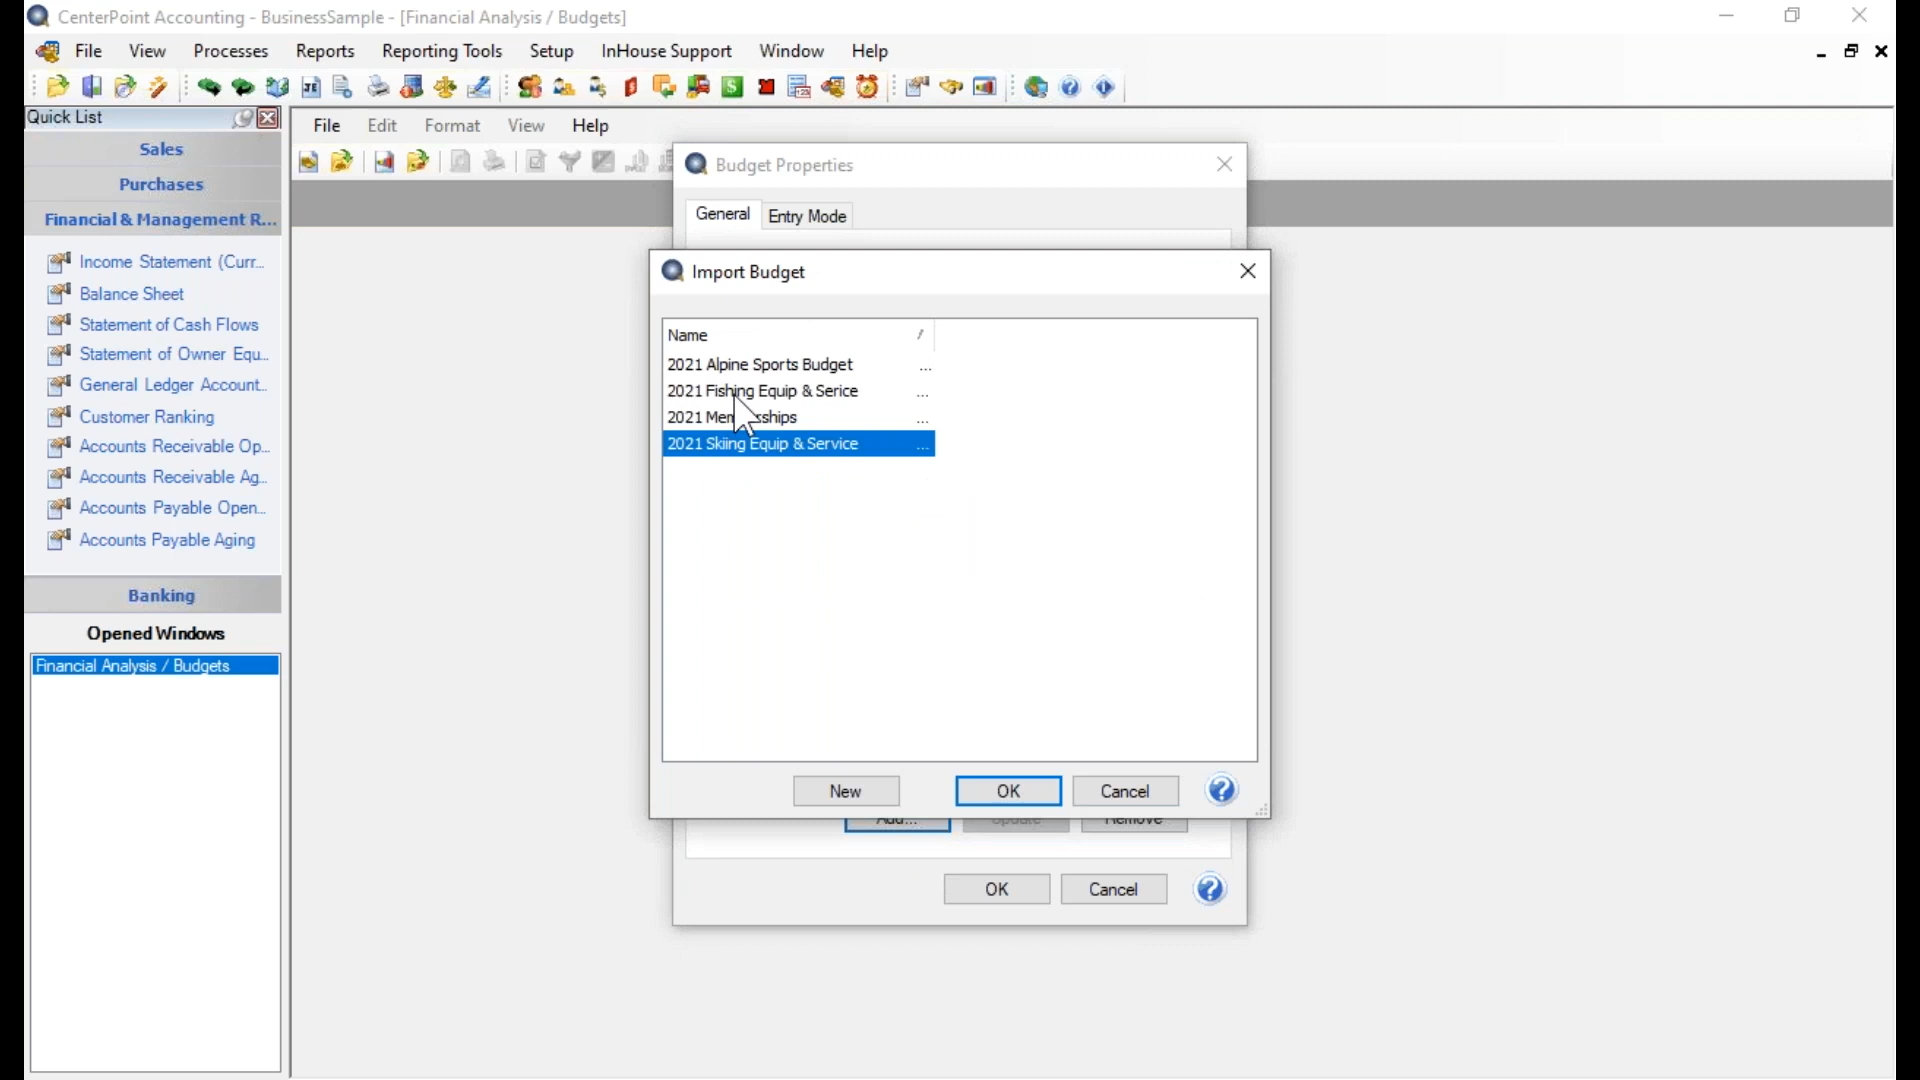 CenterPoint Accounting - BusinessSample - [Financial Analysis / Budgets]
File View Processes Reports Reporting Tools Setup InHouse Support Window Help
Quick List
Sales
Purchases
Financial & Management R...
Income Statement (Curr...
Balance Sheet
Statement of Cash Flows
Statement of Owner Equ...
General Ledger Account...
Customer Ranking
Accounts Receivable Op...
Accounts Receivable Ag...
Accounts Payable Open...
Accounts Payable Aging
Banking
Opened Windows
Financial Analysis / Budgets
File Edit Format View Help
Budget Properties
General Entry Mode
Import Budget
Name
2021 Alpine Sports Budget ...
2021 Fishing Equip & Serice ...
2021 ...
2021 Skiing Equip & Service ...
New OK Cancel
Add... Update Remove
OK Cancel